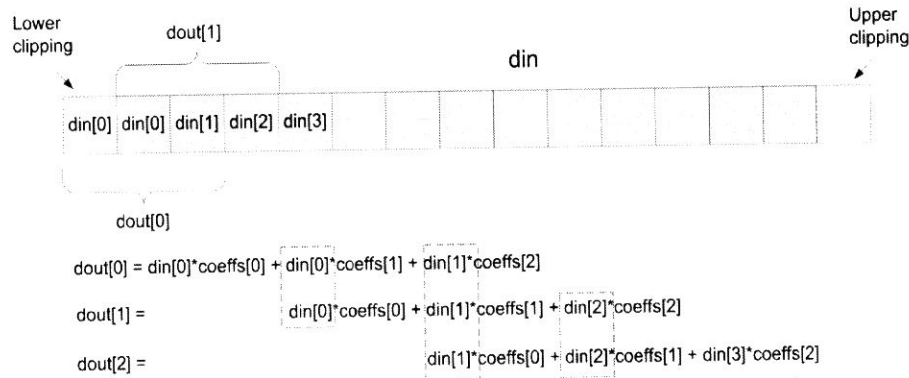 Lower
clipping
dout[1]
din
Upper
clipping
din[0] din[0] din[1] din[2] din[3]
dout[0]
dout[0] = din[0]*coeffs[0] + din[0]*coeffs[1] + din[1]*coeffs[2]
dout[1] = din[0]*coeffs[0] + din[1]*coeffs[1] + din[2]*coeffs[2]
dout[2] = din[1]*coeffs[0] + din[2]*coeffs[1] + din[3]*coeffs[2]